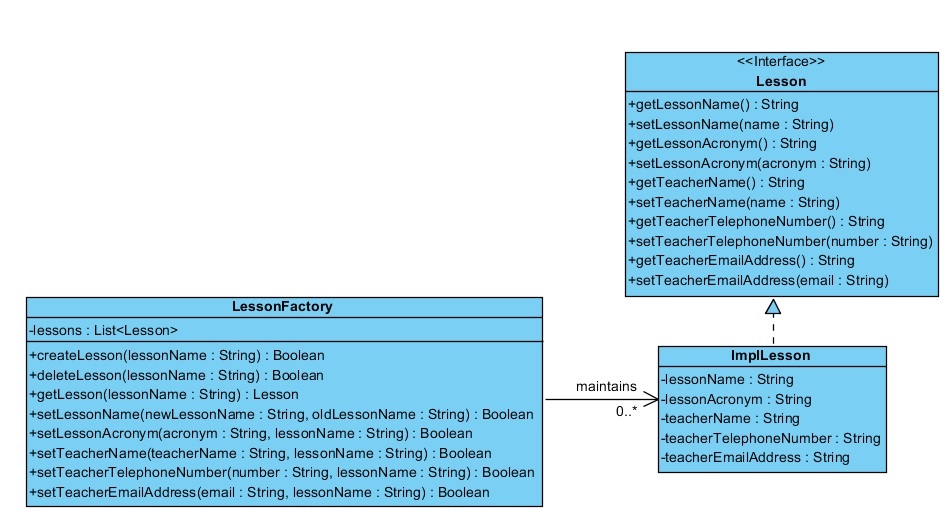 <<Interface>>
Lesson
+getLessonName() : String
+setLessonName(name : String)
+getLessonAcronym() : String
+setLessonAcronym(acronym : String)
+getTeacherName() : String
+setTeacherName(name : String)
+getTeacherTelephoneNumber() : String
+setTeacherTelephoneNumber(number : String)
+getTeacherEmailAddress() : String
+setTeacherEmailAddress(email : String)
LessonFactory
-lessons : List<Lesson>
+createLesson(lessonName : String) : Boolean
+deleteLesson(lessonName : String) : Boolean
+getLesson(lessonName : String) : Lesson
+setLessonName(newLessonName : String, oldLessonName : String) : Boolean
+setLessonAcronym(acronym : String, lessonName : String) : Boolean
+setTeacherName(teacherName : String, lessonName : String) : Boolean
+setTeacherTelephoneNumber(number : String, lessonName : String) : Boolean
+setTeacherEmailAddress(email : String, lessonName : String) : Boolean
maintains
0..*
ImplLesson
-lessonName : String
-lessonAcronym : String
-teacherName : String
-teacherTelephoneNumber : String
-teacherEmailAddress : String